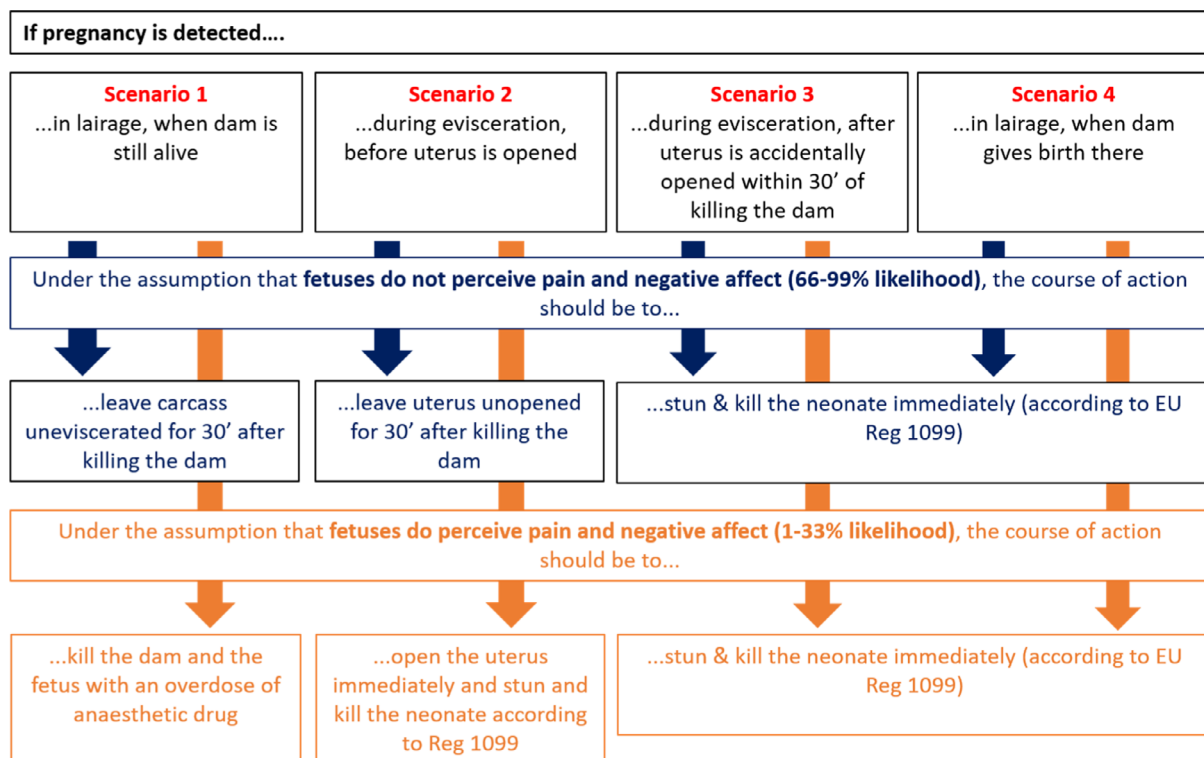 If pregnancy is detected....
Scenario 1
...in lairage, when dam is
still alive
Scenario 2
...during evisceration,
before uterus is opened
Scenario 3
...during evisceration, after
uterus is accidentally
opened within 30’ of
killing the dam
Scenario 4
...in lairage, when dam
gives birth there
Under the assumption that fetuses do not perceive pain and negative affect (66-99% likelihood), the course of action
should be to...
...leave carcass
uneviscerated for 30’ after
killing the dam
...leave uterus unopened
for 30’ after killing the
dam
...stun & kill the neonate immediately (according to EU
Reg 1099)
Under the assumption that fetuses do perceive pain and negative affect (1-33% likelihood), the course of action
should be to...
...kill the dam and the
fetus with an overdose of
anaesthetic drug
...open the uterus
immediately and stun and
kill the neonate according
to Reg 1099
...stun & kill the neonate immediately (according to EU
Reg 1099)